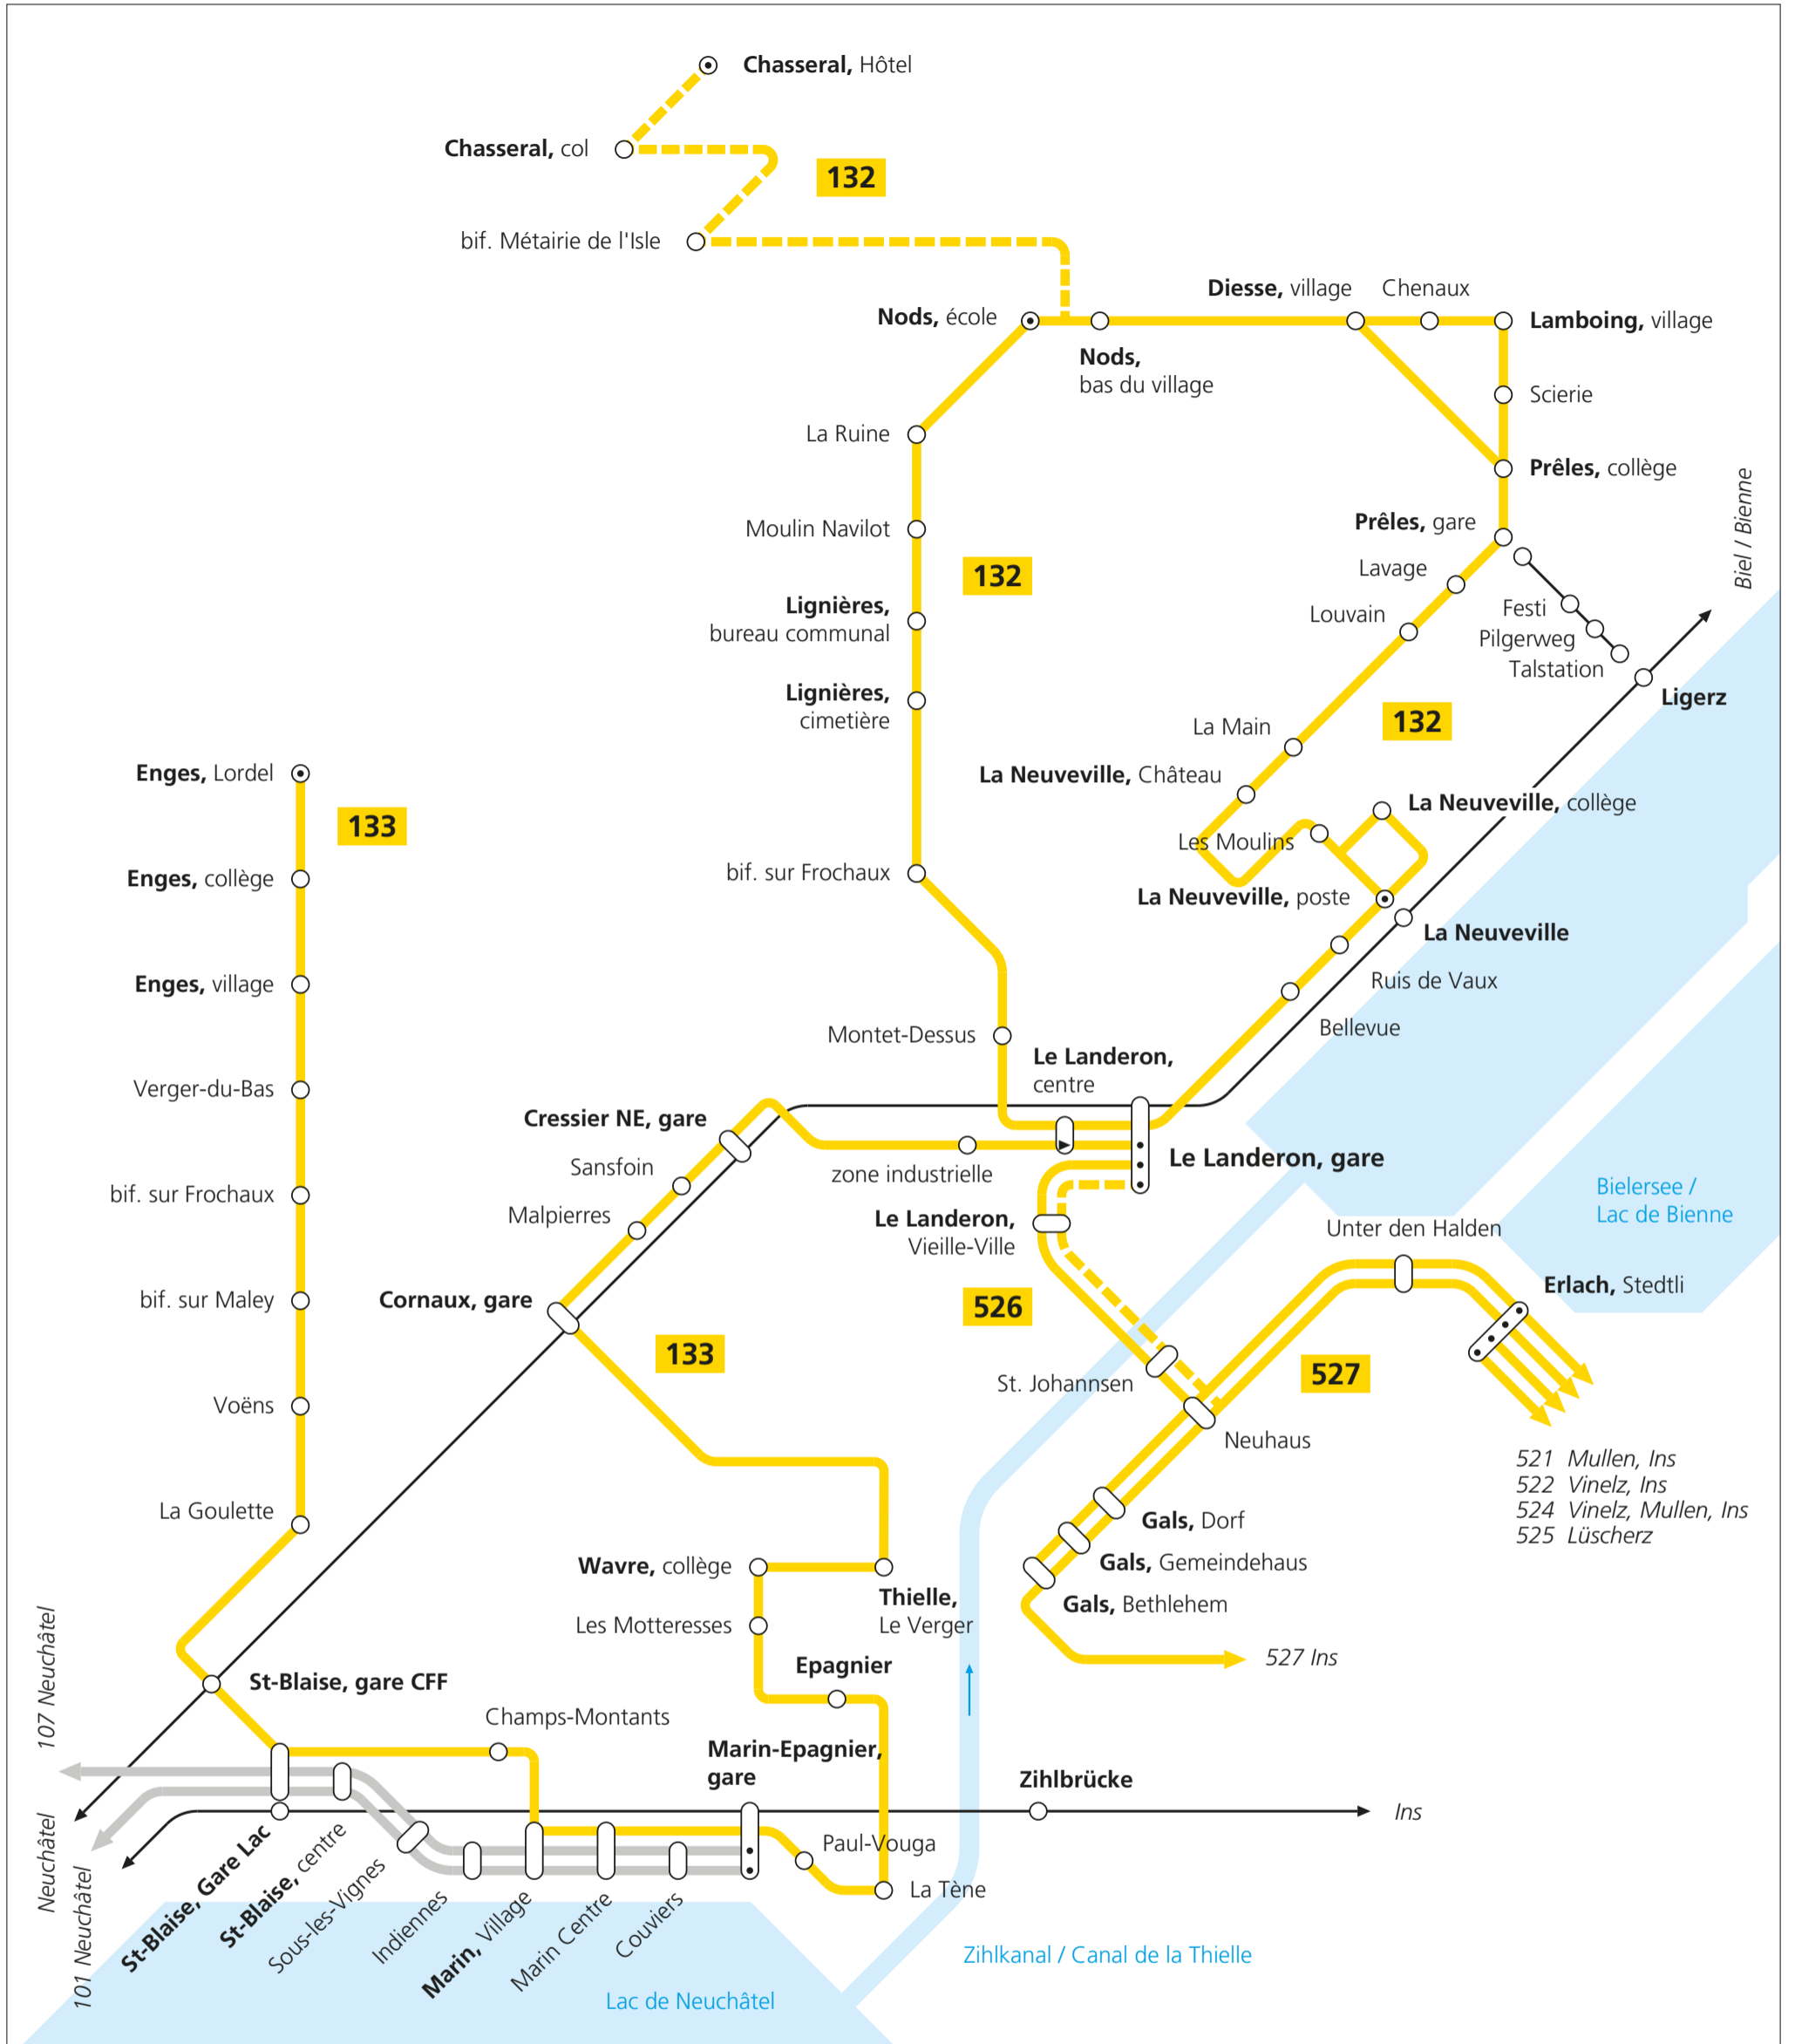 Chasseral, Hôtel
Chasseral, col
132
bif. Métairie de l'Isle
Diesse, village
Chenaux
Nods, école
Lamboing, village
Nods,
bas du village
Scierie
La Ruine
Prêles, collège
Biel / Bienne
Prêles, gare
Moulin Navilot
Lavage
132
Lignières,
bureau communal
Festi
Louvain
Pilgerweg
Talstation
Lignières,
cimetière
Ligerz
132
La Main
Enges, Lordel
La Neuveville, Château
La Neuveville, collège
133
Les Moulins
Enges, collège
bif. sur Frochaux
La Neuveville, poste
La Neuveville
Enges, village
Ruis de Vaux
Bellevue
Montet-Dessus
Le Landeron,
centre
Verger-du-Bas
Cressier NE, gare
Le Landeron, gare
Sansfoin
zone industrielle
bif. sur Frochaux
Bielersee /
Lac de Bienne
Malpierres
Le Landeron,
Vieille-Ville
Unter den Halden
Erlach, Stedtli
bif. sur Maley
Cornaux, gare
526
133
527
St. Johannsen
Voëns
Neuhaus
521 Mullen, Ins
522 Vinelz, Ins
524 Vinelz, Mullen, Ins
525 Lüscherz
La Goulette
Gals, Dorf
Gals, Gemeindehaus
Wavre, collège
Thielle,
Le Verger
Gals, Bethlehem
Les Motteresses
527 Ins
Epagnier
St-Blaise, gare CFF
107 Neuchâtel
Champs-Montants
Marin-Epagnier,
gare
Zihlbrücke
Ins
Neuchâtel
101 Neuchâtel
St-Blaise, Gare Lac
St-Blaise, centre
Sous-les-Vignes
Indiennes
Marin, Village
Marin Centre
Couviers
Paul-Vouga
La Tène
Zihlkanal / Canal de la Thielle
Lac de Neuchâtel